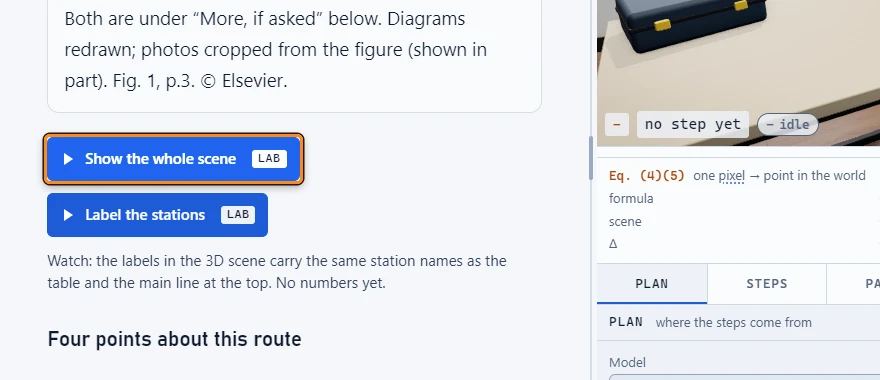 Both are under “More, if asked” below. Diagrams
redrawn; photos cropped from the figure (shown in
part). Fig. 1, p.3. © Elsevier.
Show the whole scene LAB
Label the stations LAB
Watch: the labels in the 3D scene carry the same station names as the
table and the main line at the top. No numbers yet.
Four points about this route
– no step yet – idle
Eq. (4)(5) one pixel → point in the world
formula
scene
Δ
PLAN STEPS PA
PLAN where the steps come from
Model